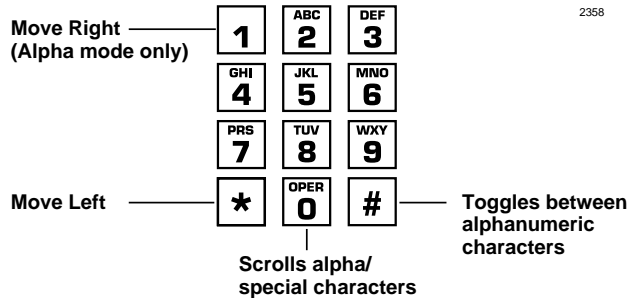 2358
Move Right
(Alpha mode only)
1
ABC
2
DEF
3
GHI
4
JKL
5
MNO
6
PRS
7
TUV
8
WXY
9
Move Left
*
OPER
0
#
Toggles between
alphanumeric
characters
Scrolls alpha/
special characters